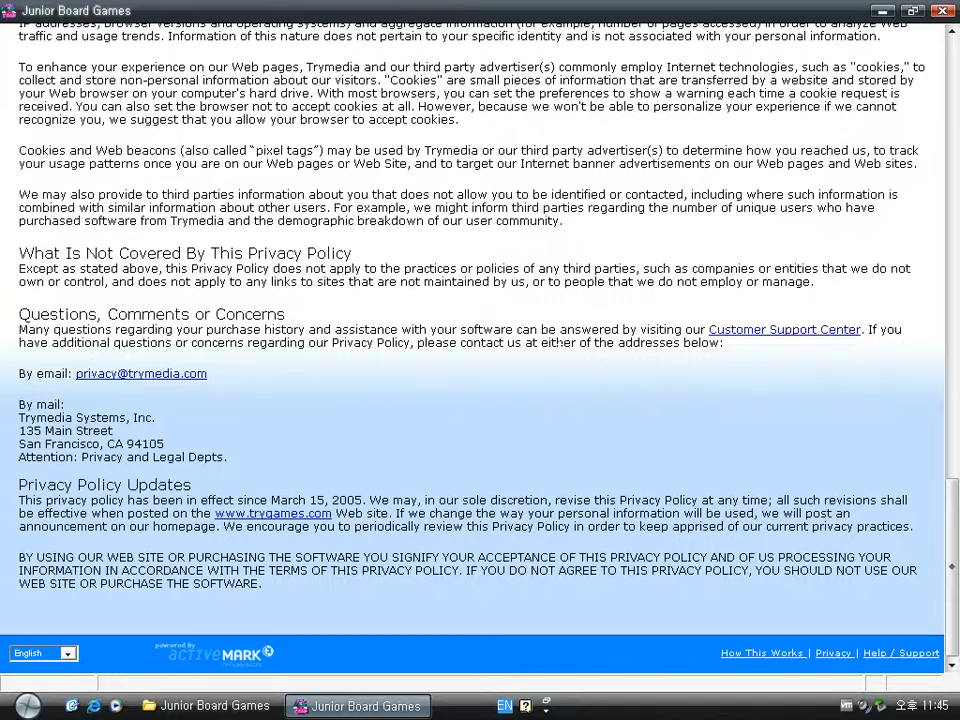 Junior Board Games
IP addresses, browser versions and operating systems) and aggregate information (for example, number of pages accessed) in order to analyze Web
traffic and usage trends. Information of this nature does not pertain to your specific identity and is not associated with your personal information.
To enhance your experience on our Web pages, Trymedia and our third party advertiser(s) commonly employ Internet technologies, such as "cookies," to
collect and store non-personal information about our visitors. "Cookies" are small pieces of information that are transferred by a website and stored by
your Web browser on your computer's hard drive. With most browsers, you can set the preferences to show a warning each time a cookie request is
received. You can also set the browser not to accept cookies at all. However, because we won't be able to personalize your experience if we cannot
recognize you, we suggest that you allow your browser to accept cookies.
Cookies and Web beacons (also called “pixel tags”) may be used by Trymedia or our third party advertiser(s) to determine how you reached us, to track
your usage patterns once you are on our Web pages or Web Site, and to target our Internet banner advertisements on our Web pages and Web sites.
We may also provide to third parties information about you that does not allow you to be identified or contacted, including where such information is
combined with similar information about other users. For example, we might inform third parties regarding the number of unique users who have
purchased software from Trymedia and the demographic breakdown of our user community.
What Is Not Covered By This Privacy Policy
Except as stated above, this Privacy Policy does not apply to the practices or policies of any third parties, such as companies or entities that we do not
own or control, and does not apply to any links to sites that are not maintained by us, or to people that we do not employ or manage.
Questions, Comments or Concerns
Many questions regarding your purchase history and assistance with your software can be answered by visiting our Customer Support Center. If you
have additional questions or concerns regarding our Privacy Policy, please contact us at either of the addresses below:
By email: privacy@trymedia.com
By mail:
Trymedia Systems, Inc.
135 Main Street
San Francisco, CA 94105
Attention: Privacy and Legal Depts.
Privacy Policy Updates
This privacy policy has been in effect since March 15, 2005. We may, in our sole discretion, revise this Privacy Policy at any time; all such revisions shall
be effective when posted on the www.trygames.com Web site. If we change the way your personal information will be used, we will post an
announcement on our homepage. We encourage you to periodically review this Privacy Policy in order to keep apprised of our current privacy practices.
BY USING OUR WEB SITE OR PURCHASING THE SOFTWARE YOU SIGNIFY YOUR ACCEPTANCE OF THIS PRIVACY POLICY AND OF US PROCESSING YOUR
INFORMATION IN ACCORDANCE WITH THE TERMS OF THIS PRIVACY POLICY. IF YOU DO NOT AGREE TO THIS PRIVACY POLICY, YOU SHOULD NOT USE OUR
WEB SITE OR PURCHASE THE SOFTWARE.
English
powered by
activeMARK
How This Works | Privacy | Help / Support
Junior Board Games
Junior Board Games
EN
오후 11:45